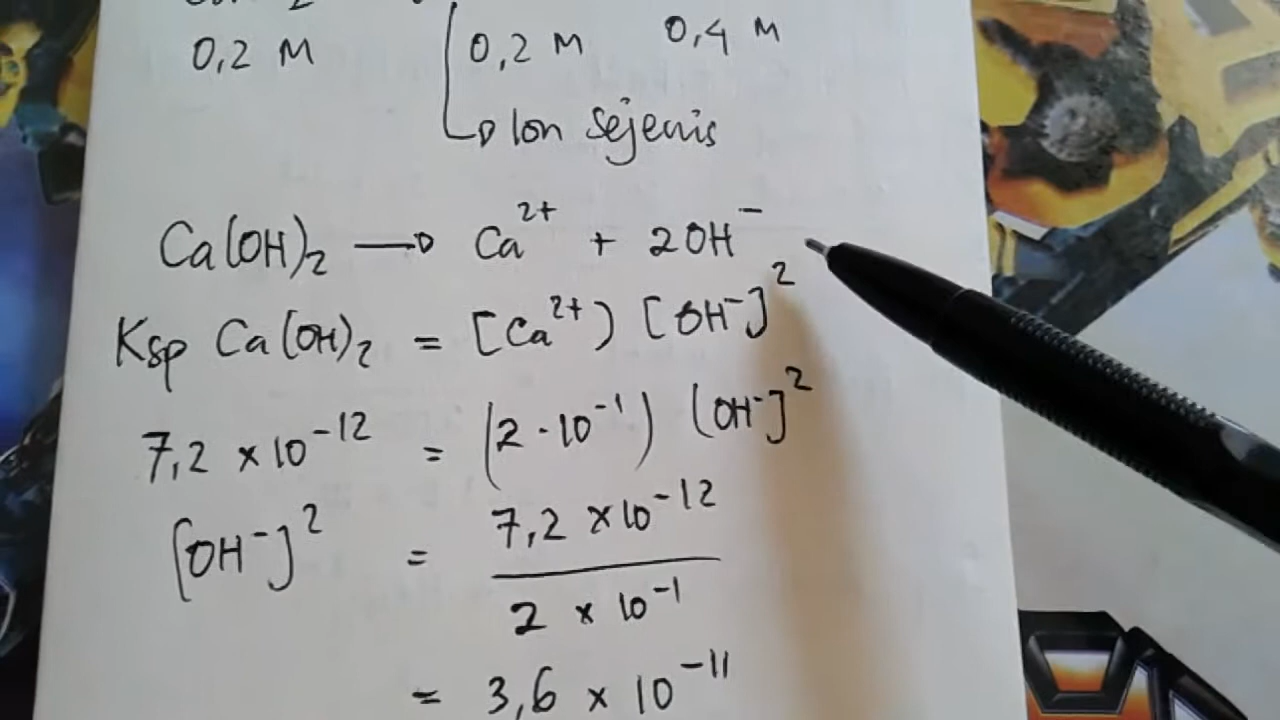 0,2 M 0,2 M 0,4 M
Ion sejenis
Ca(OH)₂ → Ca²⁺ + 2OH⁻
Ksp Ca(OH)₂ = [Ca²⁺) [OH⁻]²
7,2 × 10⁻¹² = (2 · 10⁻¹) (OH⁻]²
[OH⁻]² = 7,2 × 10⁻¹²
2 × 10⁻¹
= 3,6 × 10⁻¹¹